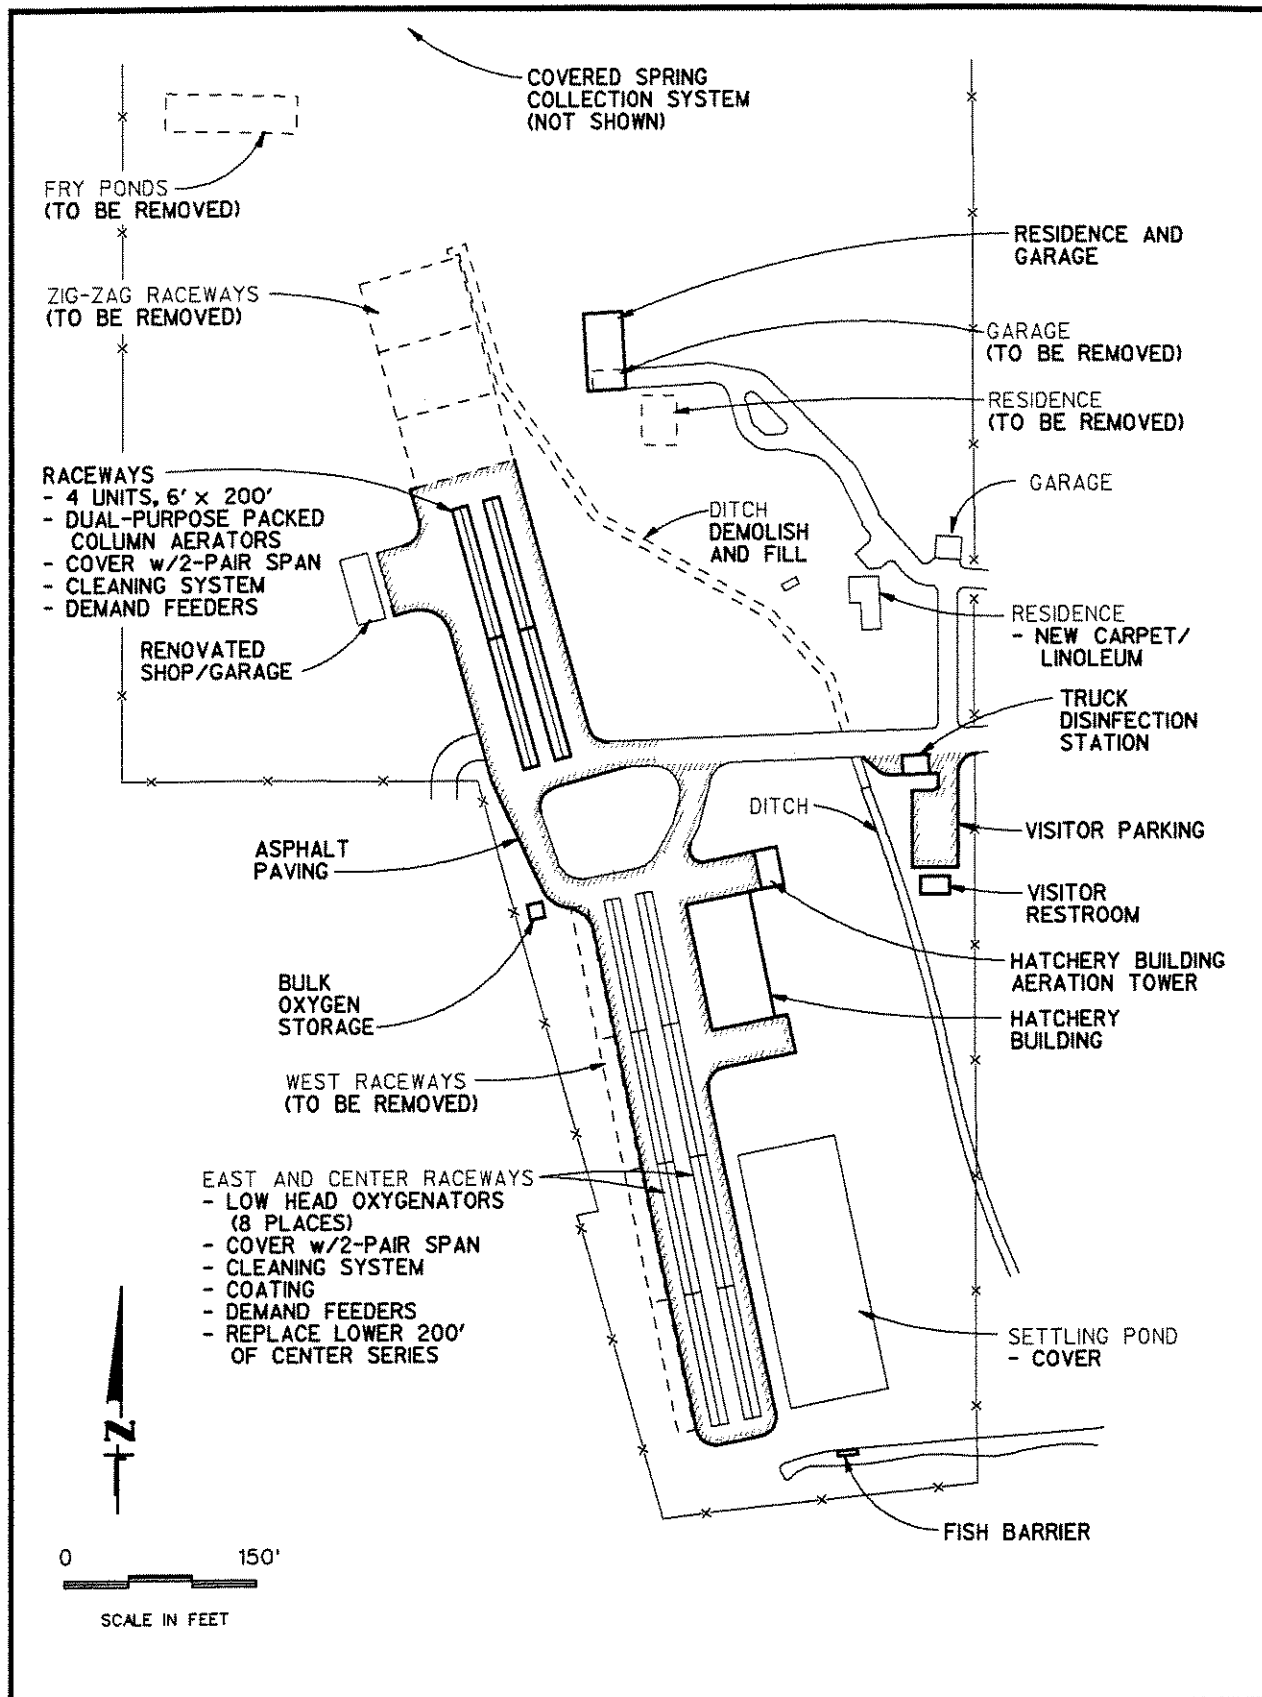 COVERED SPRING
COLLECTION SYSTEM
(NOT SHOWN)
FRY PONDS
(TO BE REMOVED)
RESIDENCE AND
GARAGE
ZIG-ZAG RACEWAYS
(TO BE REMOVED)
GARAGE
(TO BE REMOVED)
RESIDENCE
(TO BE REMOVED)
RACEWAYS
- 4 UNITS, 6' x 200'
- DUAL-PURPOSE PACKED
COLUMN AERATORS
- COVER w/2-PAIR SPAN
- CLEANING SYSTEM
- DEMAND FEEDERS
GARAGE
DITCH
DEMOLISH
AND FILL
RESIDENCE
- NEW CARPET/
LINOLEUM
RENOVATED
SHOP/GARAGE
TRUCK
DISINFECTION
STATION
DITCH
VISITOR PARKING
ASPHALT
PAVING
VISITOR
RESTROOM
HATCHERY BUILDING
AERATION TOWER
BULK
OXYGEN
STORAGE
HATCHERY
BUILDING
WEST RACEWAYS
(TO BE REMOVED)
EAST AND CENTER RACEWAYS
- LOW HEAD OXYGENATORS
(8 PLACES)
- COVER w/2-PAIR SPAN
- CLEANING SYSTEM
- COATING
- DEMAND FEEDERS
- REPLACE LOWER 200'
OF CENTER SERIES
SETTLING POND
- COVER
N
FISH BARRIER
0 150'
SCALE IN FEET